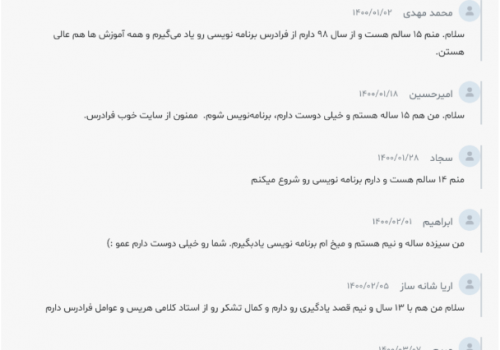 محمد مهدی ۱۴۰۰/۰۱/۰۲
سلام. منم ۱۵ سالم هست و از سال ۹۸ دارم از فرادرس برنامه نویسی رو یاد می‌گیرم و همه آموزش ها هم عالی
هستن.
امیرحسین ۱۴۰۰/۰۱/۱۸
سلام. من هم ۱۵ ساله هستم و خیلی دوست دارم، برنامه‌نویس شوم. ممنون از سایت خوب فرادرس.
سجاد ۱۴۰۰/۰۱/۲۸
منم ۱۴ سالم هست و دارم برنامه نویسی رو شروع میکنم
ابراهیم ۱۴۰۰/۰۲/۰۱
من سیزده ساله و نیم هستم و میخ ام برنامه نویسی یادبگیرم. شما رو خیلی دوست دارم عمو :)
اریا شانه ساز ۱۴۰۰/۰۲/۰۵
سلام من هم با ۱۳ سال و نیم قصد یادگیری رو دارم و کمال تشکر رو از استاد کلامی هریس و عوامل فرادرس دارم